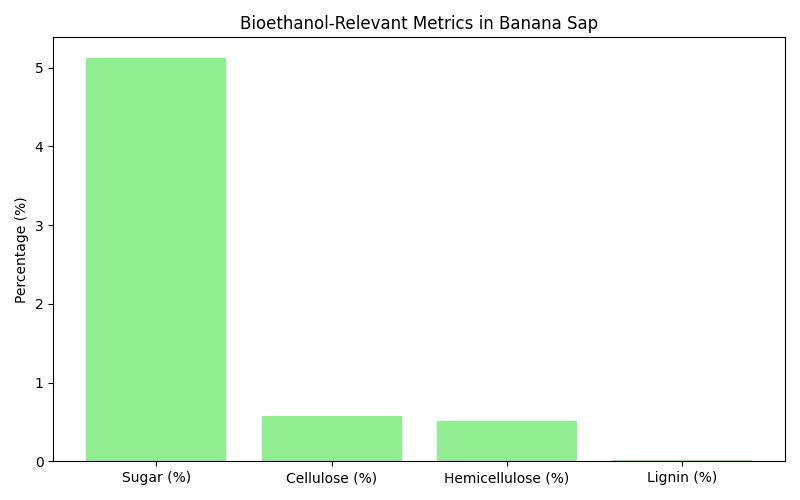 Bioethanol-Relevant Metrics in Banana Sap
Percentage (%)
5
4
3
2
1
0
Sugar (%)
Cellulose (%)
Hemicellulose (%)
Lignin (%)